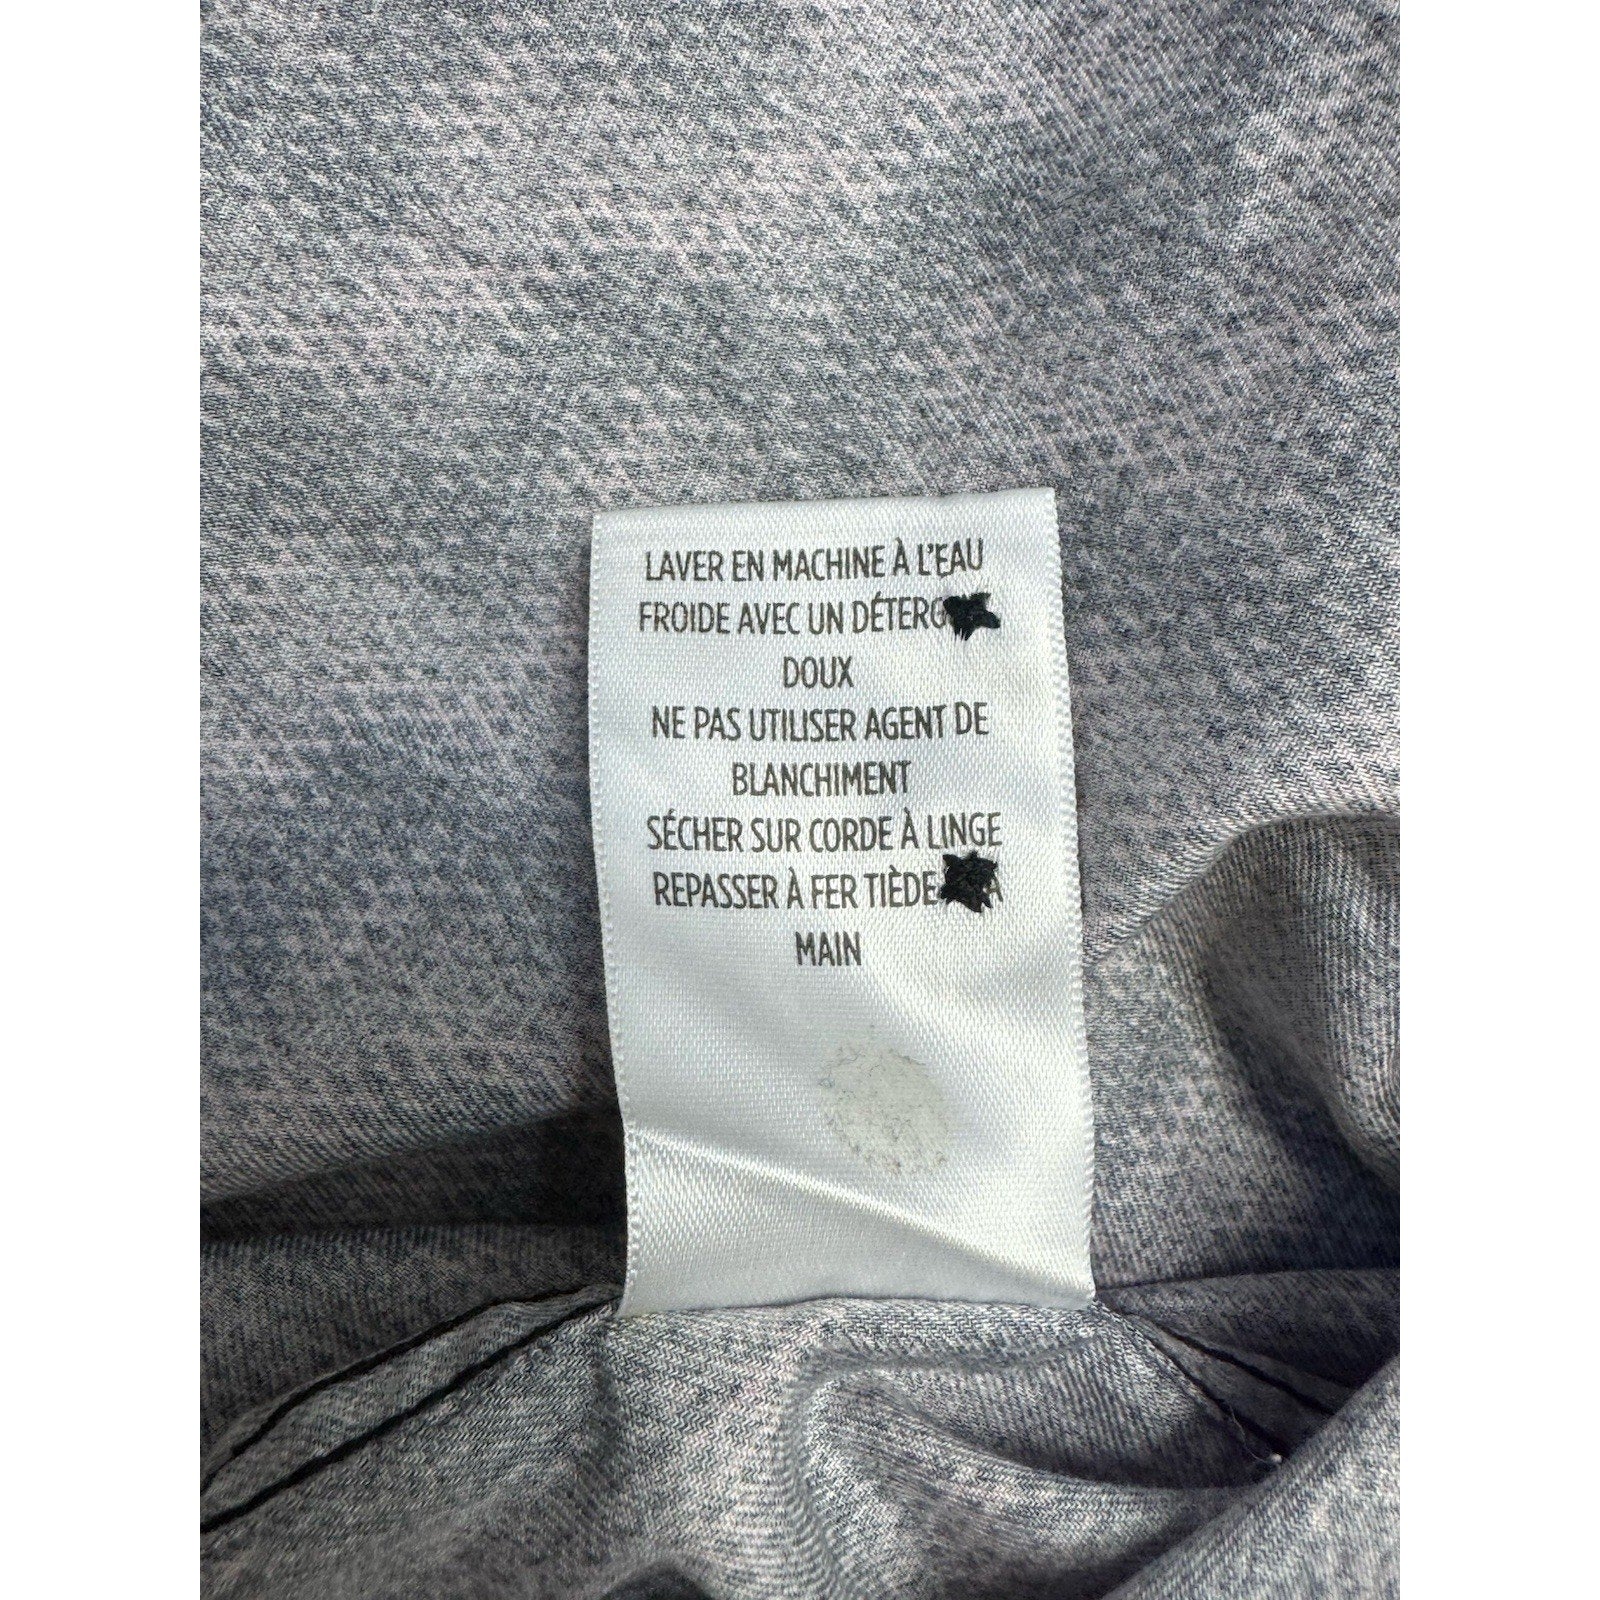 LAVER EN MACHINE À L'EAU
FROIDE AVEC UN
DOUX
NE PAS UTILISER AGENT DE
BLANCHIMENT
SÉCHER SUR CORDE À LINGE
REPASSER À FER TIÈDE
MAIN